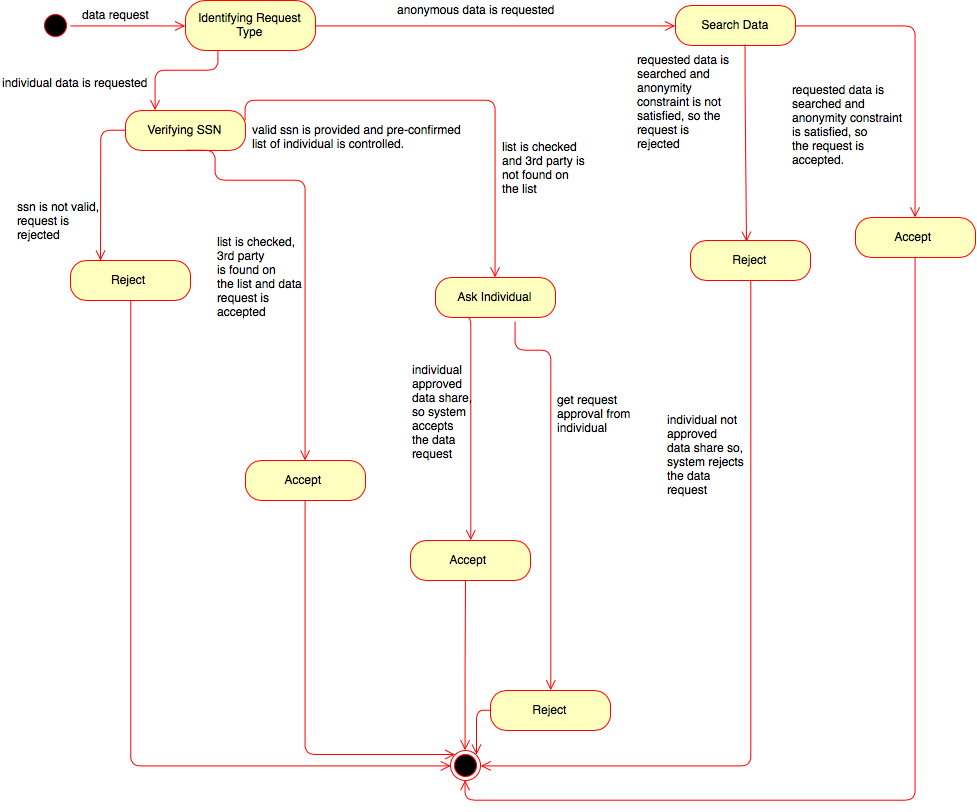 data request
Identifying Request
Type
anonymous data is requested
Search Data
individual data is requested
requested data is
searched and
anonymity
constraint is not
satisfied, so the
request is
rejected
requested data is
searched and
anonymity constraint
is satisfied, so
the request is
accepted.
Verifying SSN
valid ssn is provided and pre-confirmed
list of individual is controlled.
list is checked
and 3rd party is
not found on
the list
ssn is not valid,
request is
rejected
list is checked,
3rd party
is found on
the list and data
request is
accepted
Accept
Reject
Reject
Ask Individual
individual
approved
data share,
so system
accepts
the data
request
get request
approval from
individual
individual not
approved
data share so,
system rejects
the data
request
Accept
Accept
Reject